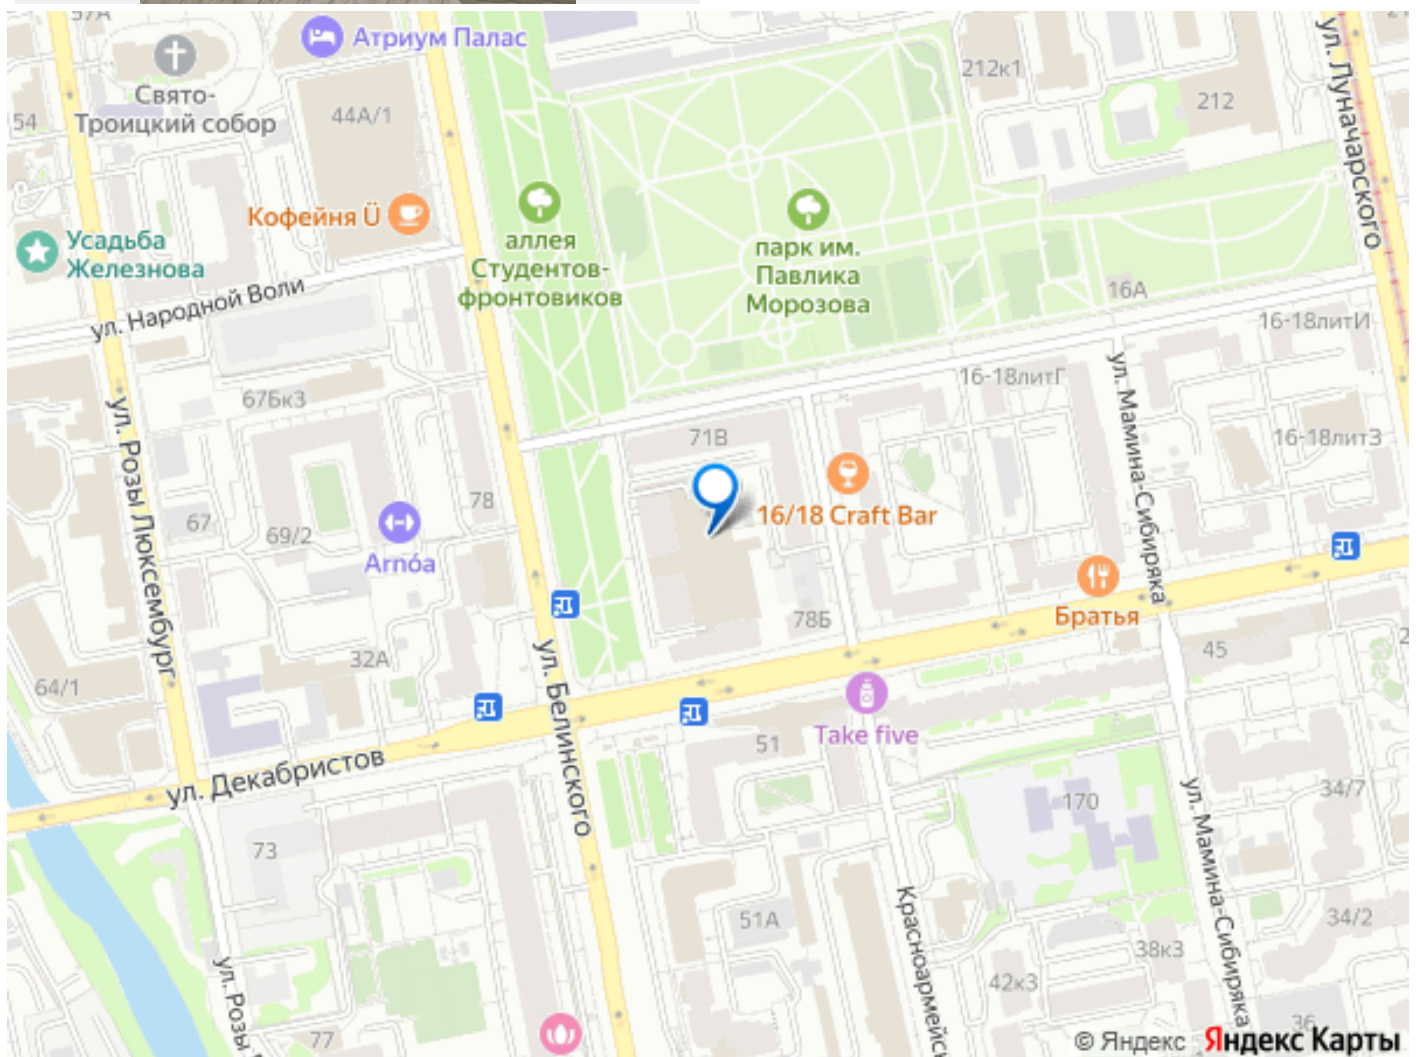 57А
Атриум Палас
Свято-
Троицкий собор
54
44А/1
212к1
212
ул. Луначарского
Кофейня Ü
Усадьба
Железнова
аллея
Студентов-
фронтовиков
парк им.
Павлика
Морозова
ул. Народной Воли
16А
16-18литИ
67Бк3
16-18литГ
ул. Мамина-Сибиряка
ул. Розы Люксембург
71В
16-18литЗ
78
67
69/2
Arnóa
16/18 Craft Bar
Братья
78Б
45
2
32А
64/1
ул. Белинского
Take five
51
ул. Декабристов
170
ул. Мамина-Сибиряка
34/7
73
51А
Красноармейс
34/2
38к3
42к3
ул. Розы
77
36
© Яндекс Яндекс Карты